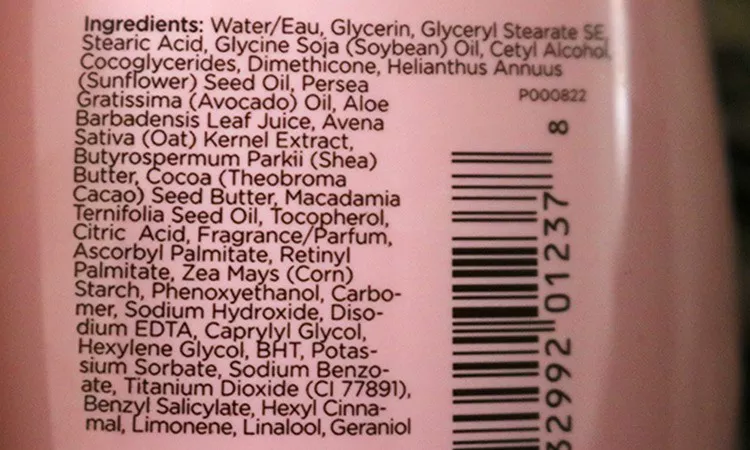 Ingredients: Water/Eau, Glycerin, Glyceryl Stearate SE,
Stearic Acid, Glycine Soja (Soybean) Oil, Cetyl Alcohol,
Cocoglycerides, Dimethicone, Helianthus Annuus
(Sunflower) Seed Oil, Persea
Gratissima (Avocado) Oil, Aloe
Barbadensis Leaf Juice, Avena
Sativa (Oat) Kernel Extract,
Butyrospermum Parkii (Shea)
Butter, Cocoa (Theobroma
Cacao) Seed Butter, Macadamia
Ternifolia Seed Oil, Tocopherol,
Citric Acid, Fragrance/Parfum,
Ascorbyl Palmitate, Retinyl
Palmitate, Zea Mays (Corn)
Starch, Phenoxyethanol, Carbo-
mer, Sodium Hydroxide, Diso-
dium EDTA, Caprylyl Glycol,
Hexylene Glycol, BHT, Potas-
sium Sorbate, Sodium Benzo-
ate, Titanium Dioxide (CI 77891),
Benzyl Salicylate, Hexyl Cinna-
mal, Limonene, Linalool, Geraniol
P000822
32992 01237 8